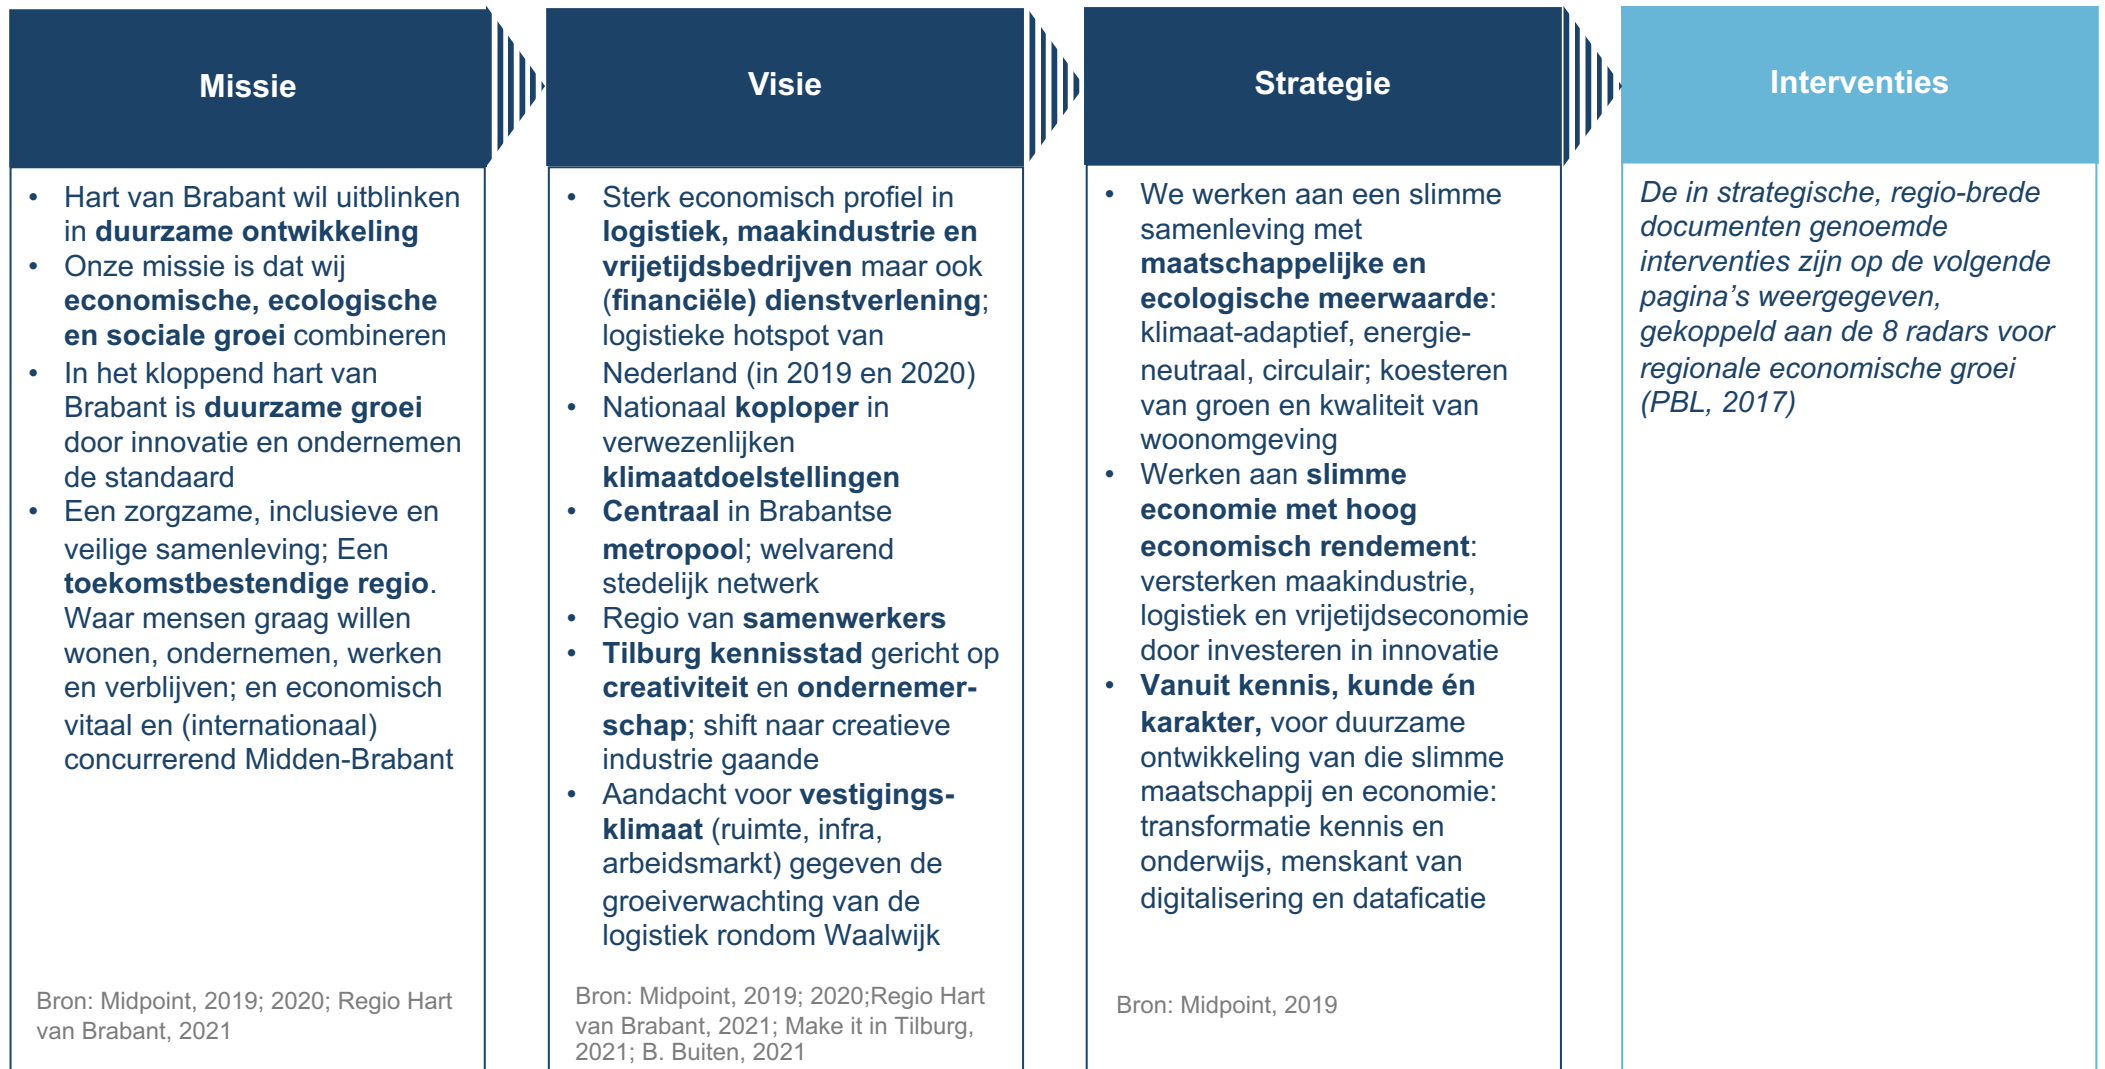 Missie
• Hart van Brabant wil uitblinken
in duurzame ontwikkeling
• Onze missie is dat wij
economische, ecologische
en sociale groei combineren
• In het kloppend hart van
Brabant is duurzame groei
door innovatie en ondernemen
de standaard
• Een zorgzame, inclusieve en
veilige samenleving; Een
toekomstbestendige regio.
Waar mensen graag willen
wonen, ondernemen, werken
en verblijven; en economisch
vitaal en (internationaal)
concurrerend Midden-Brabant
Bron: Midpoint, 2019; 2020; Regio Hart
van Brabant, 2021
Visie
• Sterk economisch profiel in
logistiek, maakindustrie en
vrijetijdsbedrijven maar ook
(financiële) dienstverlening;
logistieke hotspot van
Nederland (in 2019 en 2020)
• Nationaal koploper in
verwezenlijken
klimaatdoelstellingen
• Centraal in Brabantse
metropool; welvarend
stedelijk netwerk
• Regio van samenwerkers
• Tilburg kennisstad gericht op
creativiteit en ondernemer-
schap; shift naar creatieve
industrie gaande
• Aandacht voor vestigings-
klimaat (ruimte, infra,
arbeidsmarkt) gegeven de
groeiverwachting van de
logistiek rondom Waalwijk
Bron: Midpoint, 2019; 2020;Regio Hart
van Brabant, 2021; Make it in Tilburg,
2021; B. Buiten, 2021
Strategie
• We werken aan een slimme
samenleving met
maatschappelijke en
ecologische meerwaarde:
klimaat-adaptief, energie-
neutraal, circulair; koesteren
van groen en kwaliteit van
woonomgeving
• Werken aan slimme
economie met hoog
economisch rendement:
versterken maakindustrie,
logistiek en vrijetijdseconomie
door investeren in innovatie
• Vanuit kennis, kunde én
karakter, voor duurzame
ontwikkeling van die slimme
maatschappij en economie:
transformatie kennis en
onderwijs, menskant van
digitalisering en dataficatie
Bron: Midpoint, 2019
Interventies
De in strategische, regio-brede
documenten genoemde
interventies zijn op de volgende
pagina’s weergegeven,
gekoppeld aan de 8 radars voor
regionale economische groei
(PBL, 2017)